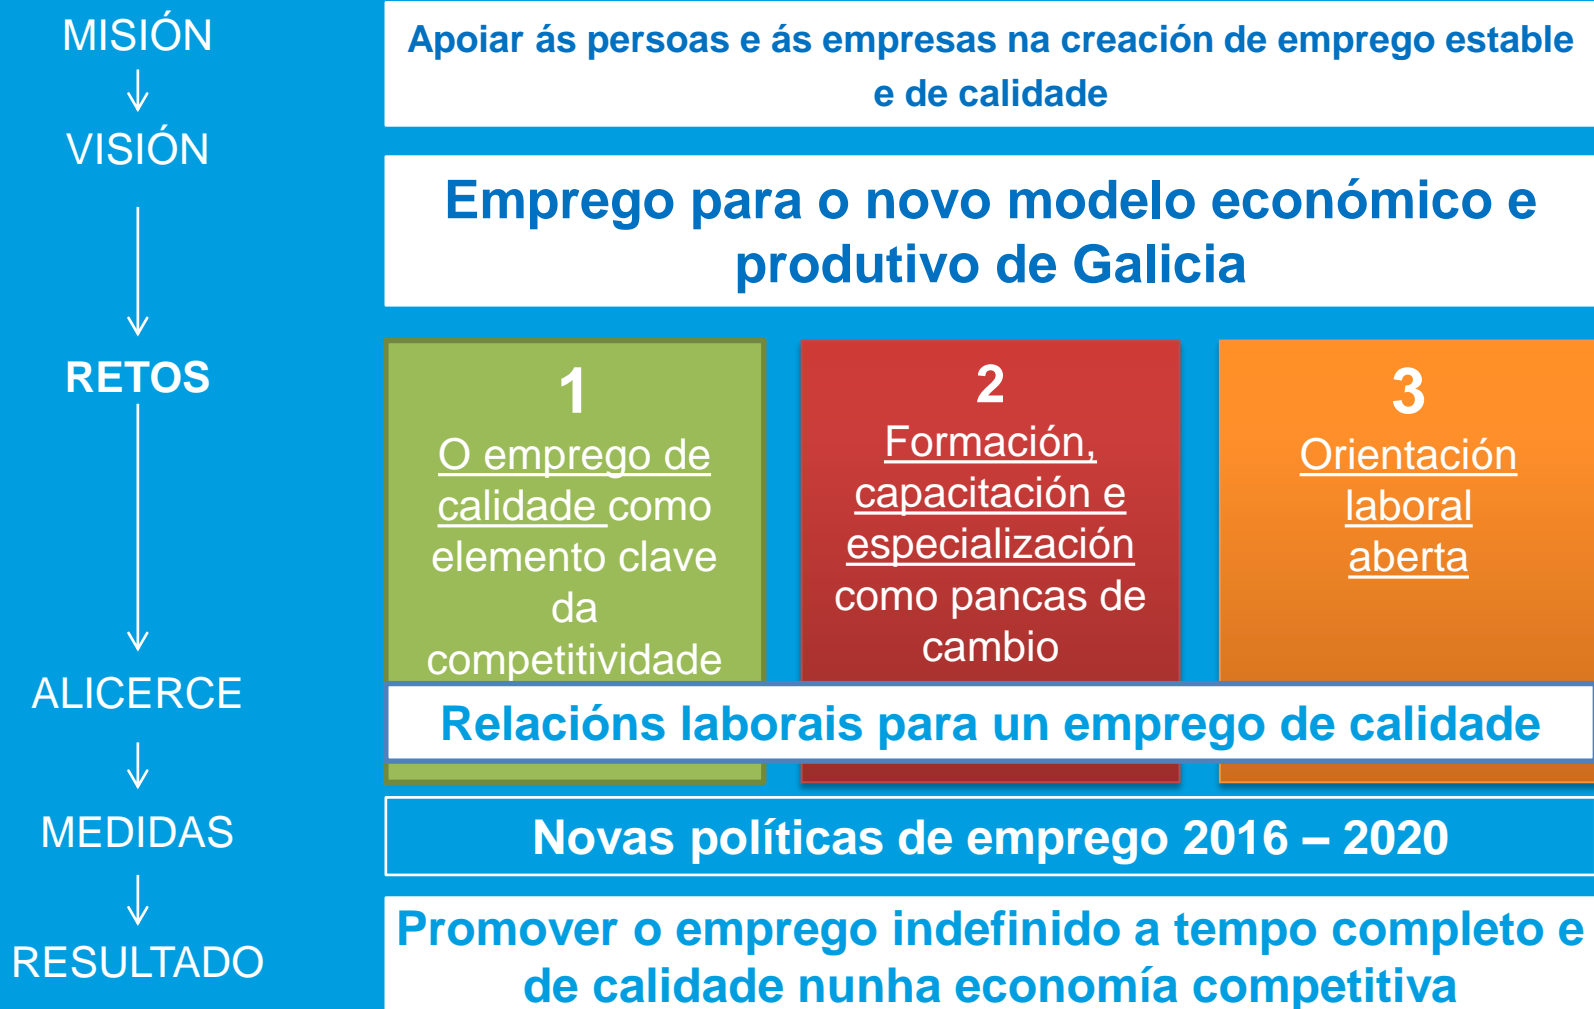 MISIÓN
Apoiar ás persoas e ás empresas na creación de emprego estable
e de calidade
VISIÓN
Emprego para o novo modelo económico e
produtivo de Galicia
RETOS
1
O emprego de
calidade como
elemento clave
da
competitividade
2
Formación,
capacitación e
especialización
como pancas de
cambio
3
Orientación
laboral
aberta
ALICERCE
Relacións laborais para un emprego de calidade
MEDIDAS
Novas políticas de emprego 2016 – 2020
RESULTADO
Promover o emprego indefinido a tempo completo e
de calidade nunha economía competitiva